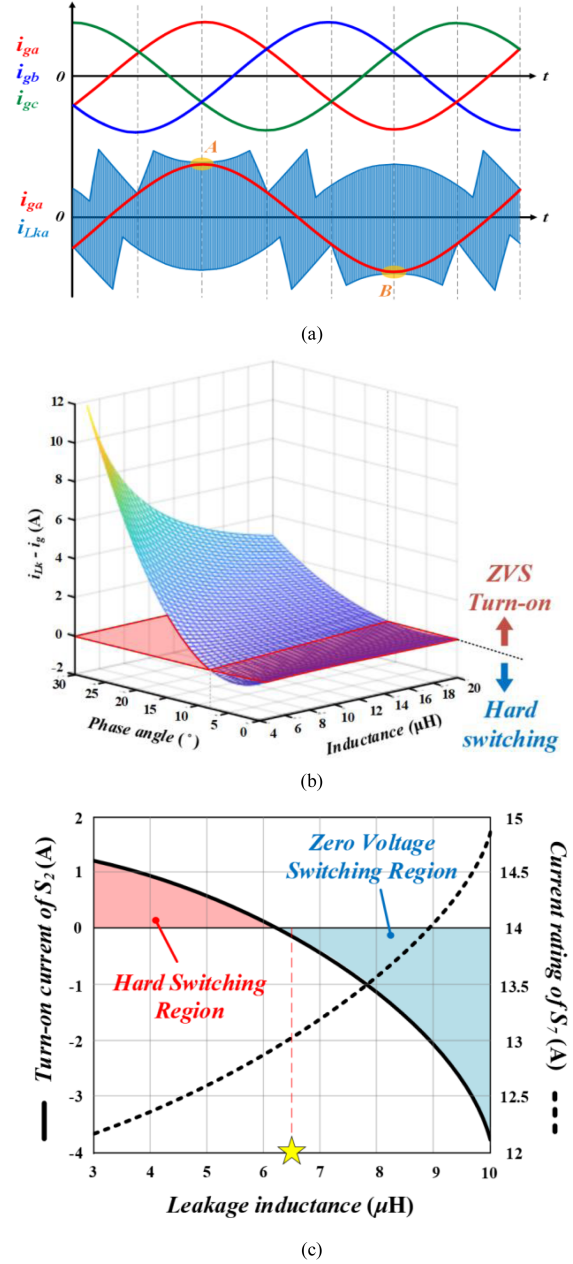 i_ga
i_gb
i_gc
0
t
A
i_ga
i_Lka
0
t
B
(a)
12
10
8
6
4
2
0
-2
i_Lk - i_g (A)
30
25
20
15
10
5
0
Phase angle (°)
4
6
8
10
12
14
16
18
20
Inductance (μH)
ZVS
Turn-on
Hard
switching
(b)
2
1
0
-1
-2
-3
-4
Turn-on current of S₂ (A)
Zero Voltage
Switching Region
Hard Switching
Region
15
14.5
14
13.5
13
12.5
12
Current rating of S₇ (A)
3
4
5
6
7
8
9
10
Leakage inductance (μH)
(c)